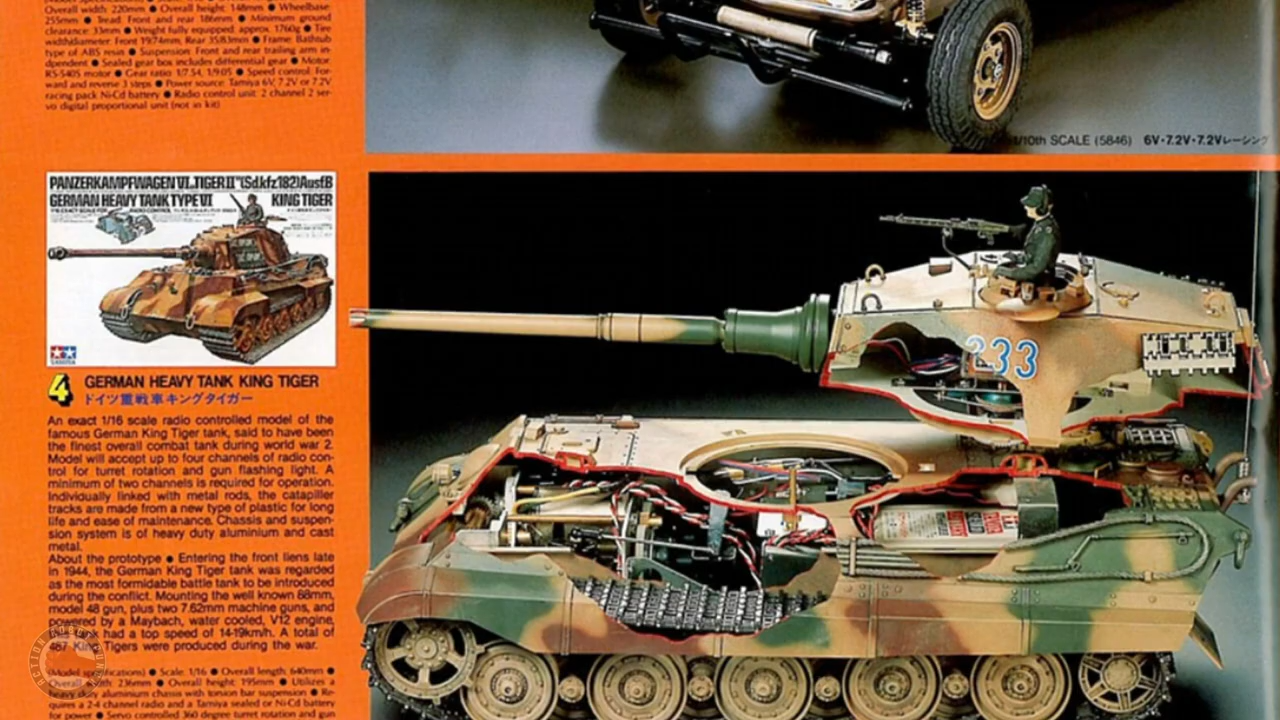 Overall width: 220mm ● Overall height: 148mm ● Wheelbase:
255mm ● Tread: Front and rear 186mm ● Minimum ground
clearance: 33mm ● Weight fully equipped: approx. 1760g ● Tire
width/diameter: Front 19/74mm, Rear 35/83mm ● Frame: Bathtub
type of ABS resin ● Suspension: Front and rear trailing arm in-
dpendent ● Sealed gear box includes differential gear ● Motor:
RS-540S motor ● Gear ratio: 1/7.54, 1/9.05 ● Speed control: For-
ward and reverse 3 steps ● Power source: Tamiya 6V, 7.2V or 7.2V
racing pack Ni-Cd battery ● Radio control unit: 2 channel 2 ser-
vo digital proportional unit (not in kit)
1/10th SCALE (5846) 6V·7.2V·7.2Vレーシング
PANZERKAMPFWAGEN VI "TIGER II" (Sd.kfz.182) Ausf.B
GERMAN HEAVY TANK TYPE VI KING TIGER
TAMIYA
233
4 GERMAN HEAVY TANK KING TIGER
ドイツ重戦車キングタイガー
An exact 1/16 scale radio controlled model of the
famous German King Tiger tank, said to have been
the finest overall combat tank during world war 2.
Model will accept up to four channels of radio con-
trol for turret rotation and gun flashing light. A
minimum of two channels is required for operation.
Individually linked with metal rods, the catapiller
tracks are made from a new type of plastic for long
life and ease of maintenance. Chassis and suspen-
sion system is of heavy duty aluminium and cast
metal.
About the prototype ● Entering the front liens late
in 1944, the German King Tiger tank was regarded
as the most formidable battle tank to be introduced
during the conflict. Mounting the well known 88mm,
model 48 gun, plus two 7.62mm machine guns, and
powered by a Maybach, water cooled, V12 engine,
the tank had a top speed of 14-19km/h. A total of
487 King Tigers were produced during the war.
(Model specifications) ● Scale: 1/16 ● Overall length: 640mm ●
Overall width: 236mm ● Overall height: 195mm ● Utilizes a
heavy duty aluminium chassis with torsion bar suspension ● Re-
quires a 2-4 channel radio and a Tamiya sealed or Ni-Cd battery
for power ● Servo controlled 360 degree turret rotation and gun